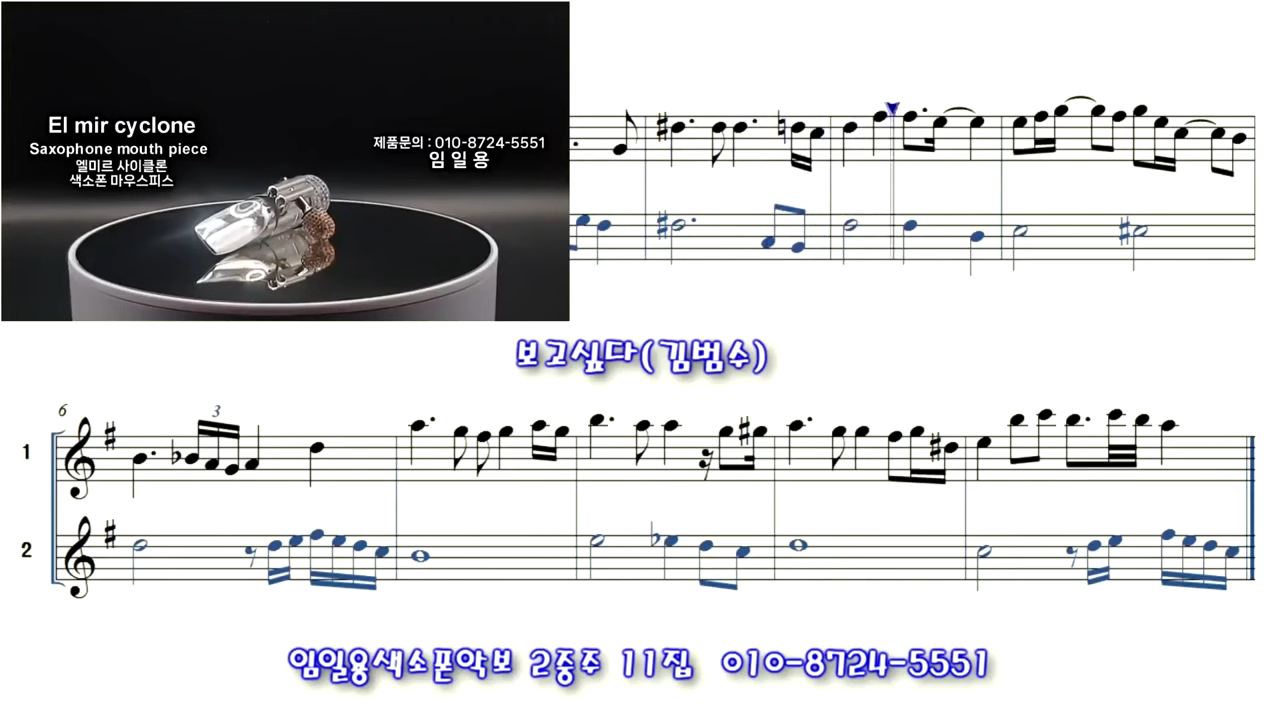 El mir cyclone
Saxophone mouth piece
엘미르 사이클론
색소폰 마우스피스
제품문의 : 010-8724-5551
임 일 용
보고싶다(김범수)
6
3
1
2
임일용색소폰악보 2중주 11집 010-8724-5551